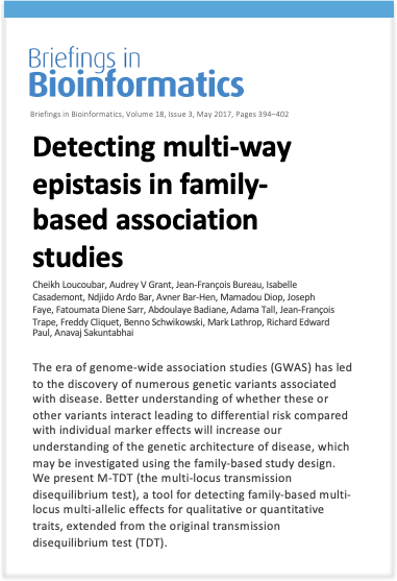 Briefings in
Bioinformatics
Briefings in Bioinformatics, Volume 18, Issue 3, May 2017, Pages 394–402
Detecting multi-way
epistasis in family-
based association
studies
Cheikh Loucoubar, Audrey V Grant, Jean-François Bureau, Isabelle
Casademont, Ndjido Ardo Bar, Avner Bar-Hen, Mamadou Diop, Joseph
Faye, Fatoumata Diene Sarr, Abdoulaye Badiane, Adama Tall, Jean-François
Trape, Freddy Cliquet, Benno Schwikowski, Mark Lathrop, Richard Edward
Paul, Anavaj Sakuntabhai
The era of genome-wide association studies (GWAS) has led
to the discovery of numerous genetic variants associated
with disease. Better understanding of whether these or
other variants interact leading to differential risk compared
with individual marker effects will increase our
understanding of the genetic architecture of disease, which
may be investigated using the family-based study design.
We present M-TDT (the multi-locus transmission
disequilibrium test), a tool for detecting family-based multi-
locus multi-allelic effects for qualitative or quantitative
traits, extended from the original transmission
disequilibrium test (TDT).